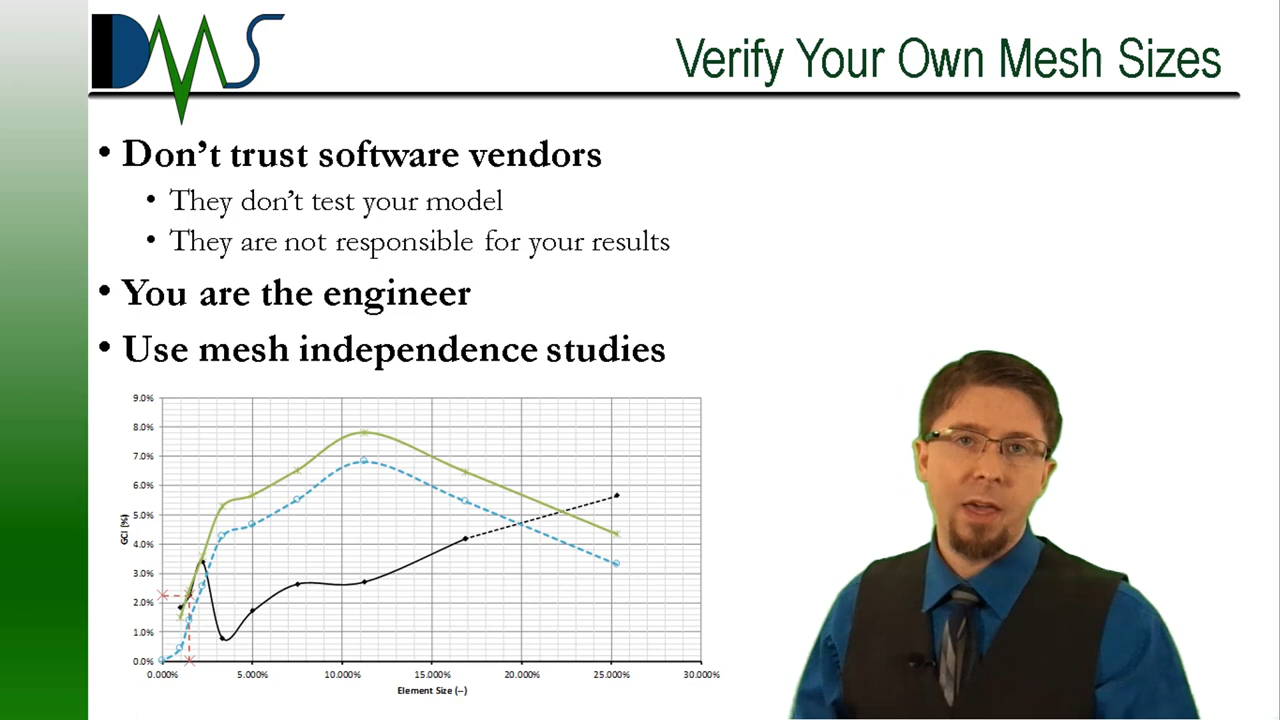 DMS
Verify Your Own Mesh Sizes
• Don’t trust software vendors
• They don’t test your model
• They are not responsible for your results
• You are the engineer
• Use mesh independence studies
9.0%
8.0%
7.0%
6.0%
5.0%
4.0%
3.0%
2.0%
1.0%
0.0%
GCI (%)
0.000% 5.000% 10.000% 15.000% 20.000% 25.000% 30.000%
Element Size (--)